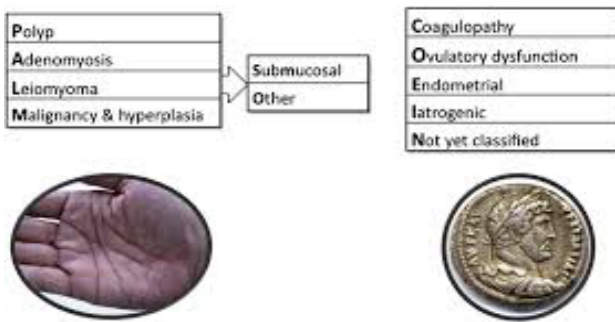 Polyp
Adenomyosis
Leiomyoma
Malignancy & hyperplasia
Submucosal
Other
Coagulopathy
Ovulatory dysfunction
Endometrial
Iatrogenic
Not yet classified